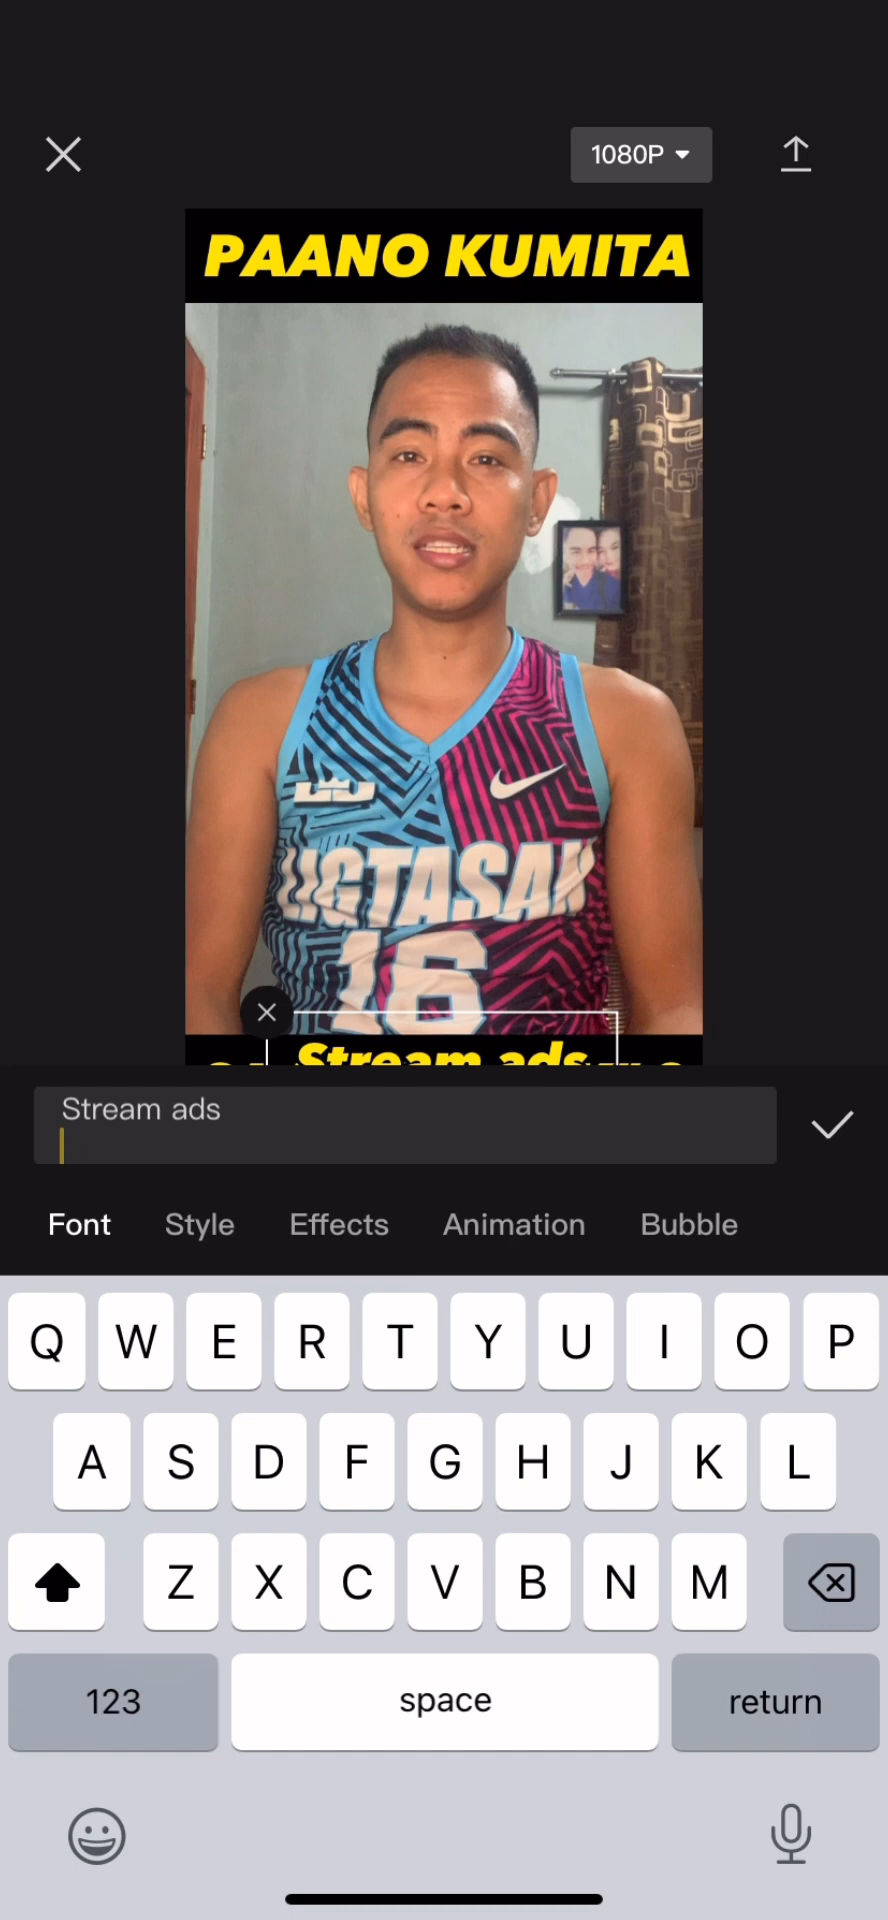 1080P
PAANO KUMITA
LIGTASAN
16
Stream ads
Stream ads
Font Style Effects Animation Bubble
Q W E R T Y U I O P
A S D F G H J K L
Z X C V B N M
123 space return